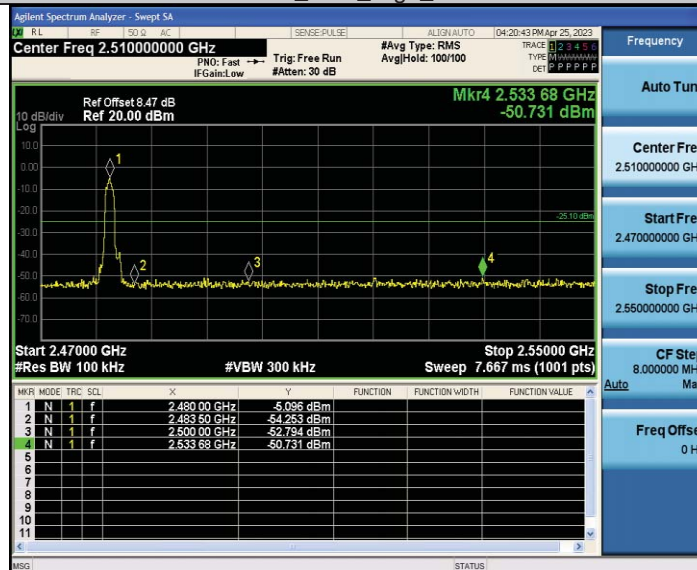 Agilent Spectrum Analyzer - Swept SA
RL RF 50 Ω AC SENSE:PULSE ALIGN AUTO 04:20:43 PM Apr 25, 2023
Center Freq 2.510000000 GHz
PNO: Fast
IFGain:Low
Trig: Free Run
#Atten: 30 dB
#Avg Type: RMS
Avg|Hold: 100/100
TRACE 1 2 3 4 5 6
TYPE M
DET P P P P P P
Ref Offset 8.47 dB
Ref 20.00 dBm
10 dB/div
Log
Mkr4 2.533 68 GHz
-50.731 dBm
10.0
0.00
-10.0
-20.0
-30.0
-40.0
-50.0
-60.0
-70.0
1
2
3
4
-25.10 dBm
Start 2.47000 GHz Stop 2.55000 GHz
#Res BW 100 kHz #VBW 300 kHz Sweep 7.667 ms (1001 pts)
MKR MODE TRC SCL X Y FUNCTION FUNCTION WIDTH FUNCTION VALUE
1 N 1 f 2.480 00 GHz -5.096 dBm
2 N 1 f 2.483 50 GHz -54.253 dBm
3 N 1 f 2.500 00 GHz -52.794 dBm
4 N 1 f 2.533 68 GHz -50.731 dBm
5
6
7
8
9
10
11
MSG STATUS
Frequency
Auto Tun
Center Fre
2.510000000 GH
Start Fre
2.470000000 GH
Stop Fre
2.550000000 GH
CF Ste
8.000000 MH
Auto Ma
Freq Offse
0 H